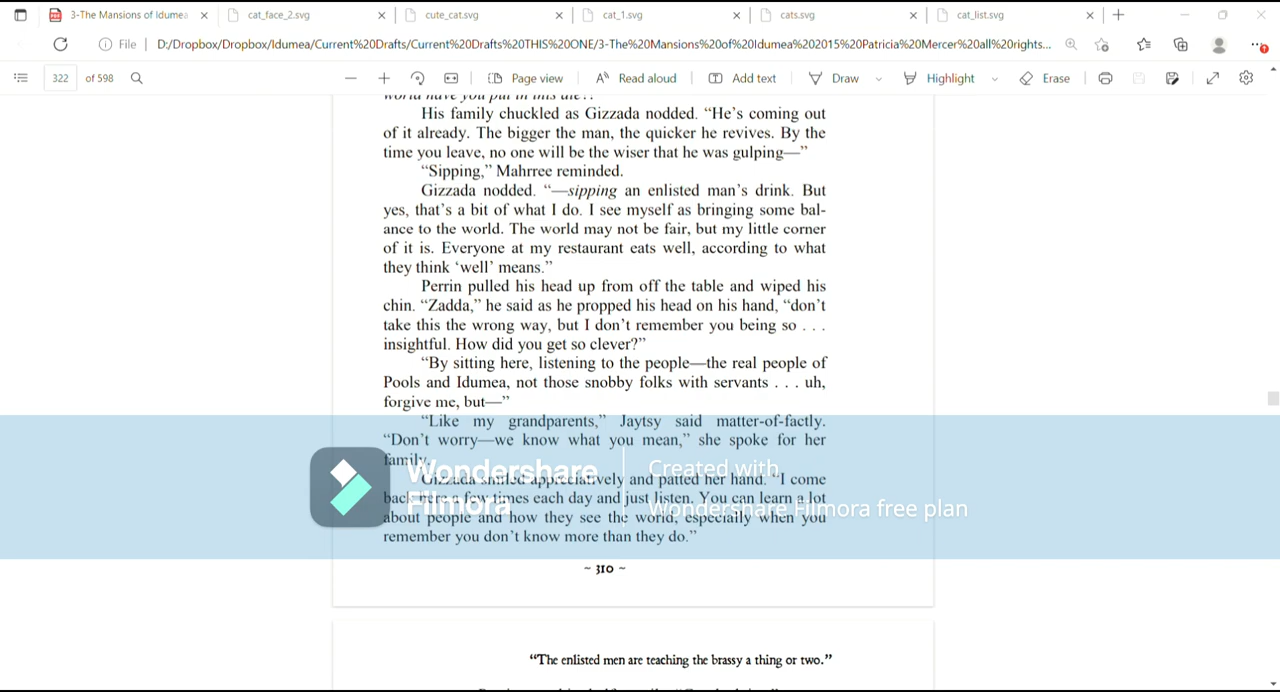 3-The Mansions of Idumea
cat_face_2.svg
cute_cat.svg
cat_1.svg
cats.svg
cat_list.svg
File
D:/Dropbox/Dropbox/Idumea/Current%20Drafts/Current%20Drafts%20THIS%20ONE/3-The%20Mansions%20of%20Idumea%202015%20Patricia%20Mercer%20all%20rights...
322 of 598
Page view
Read aloud
Add text
Draw
Highlight
Erase
world have you put in this ale?!
His family chuckled as Gizzada nodded. “He’s coming out
of it already. The bigger the man, the quicker he revives. By the
time you leave, no one will be the wiser that he was gulping—”
“Sipping,” Mahrree reminded.
Gizzada nodded. “—sipping an enlisted man’s drink. But
yes, that’s a bit of what I do. I see myself as bringing some bal-
ance to the world. The world may not be fair, but my little corner
of it is. Everyone at my restaurant eats well, according to what
they think ‘well’ means.”
Perrin pulled his head up from off the table and wiped his
chin. “Zadda,” he said as he propped his head on his hand, “don’t
take this the wrong way, but I don’t remember you being so . . .
insightful. How did you get so clever?”
“By sitting here, listening to the people—the real people of
Pools and Idumea, not those snobby folks with servants . . . uh,
forgive me, but—”
“Like my grandparents,” Jaytsy said matter-of-factly.
“Don’t worry—we know what you mean,” she spoke for her
family.
Gizzada smiled appreciatively and patted her hand. “I come
back here a few times each day and just listen. You can learn a lot
about people and how they see the world, especially when you
remember you don’t know more than they do.”
Wondershare
Filmora
Created with
Wondershare Filmora free plan
~ 310 ~
“The enlisted men are teaching the brassy a thing or two.”